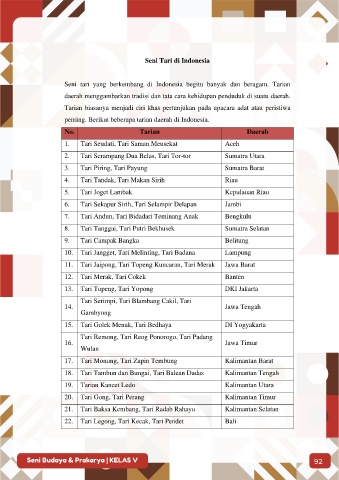 Seni Tari di Indonesia
Seni tari yang berkembang di Indonesia begitu banyak dan beragam. Tarian
daerah menggambarkan tradisi dan tata cara kehidupan penduduk di suatu daerah.
Tarian biasanya menjadi ciri khas pertunjukan pada upacara adat atau peristiwa
penting. Berikut beberapa tarian daerah di Indonesia.
No. Tarian Daerah
1. Tari Seudati, Tari Saman Meusekat Aceh
2. Tari Serampang Dua Belas, Tari Tor-tor Sumatra Utara
3. Tari Piring, Tari Payung Sumatra Barat
4. Tari Tandak, Tari Makan Sirih Riau
5. Tari Joget Lambak Kepulauan Riau
6. Tari Sekapur Sirih, Tari Selampir Delapan Jambi
7. Tari Andun, Tari Bidadari Teminang Anak Bengkulu
8. Tari Tanggai, Tari Putri Bekhusek Sumatra Selatan
9. Tari Campak Bangka Belitung
10. Tari Jangget, Tari Melinting, Tari Badana Lampung
11. Tari Jaipong, Tari Topeng Kuncaran, Tari Merak Jawa Barat
12. Tari Merak, Tari Cokek Banten
13. Tari Topeng, Tari Yopong DKI Jakarta
14. Tari Serimpi, Tari Blambang Cakil, Tari
Gambyong Jawa Tengah
15. Tari Golek Menak, Tari Bedhaya DI Yogyakarta
16. Tari Remong, Tari Reog Ponorogo, Tari Padang
Wulan Jawa Timur
17. Tari Monong, Tari Zapin Tembung Kalimantan Barat
18. Tari Tambun dan Bungai, Tari Balean Dadas Kalimantan Tengah
19. Tarian Kancet Ledo Kalimantan Utara
20. Tari Gong, Tari Perang Kalimantan Timur
21. Tari Baksa Kembang, Tari Radab Rahayu Kalimantan Selatan
22. Tari Legong, Tari Kecak, Tari Pendet Bali
Seni Budaya & Prakarya | KELAS V 92